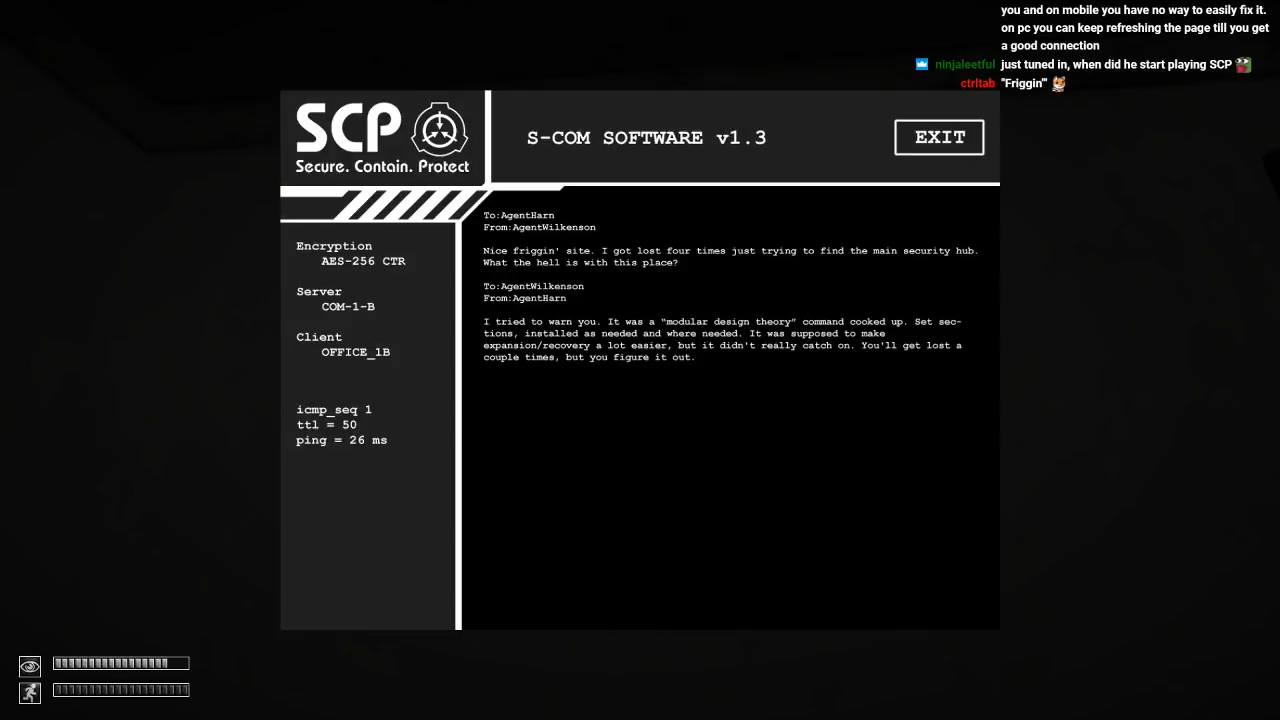 you and on mobile you have no way to easily fix it.
on pc you can keep refreshing the page till you get
a good connection
ninjaleetful just tuned in, when did he start playing SCP
ctrltab "Friggin'"
SCP
Secure. Contain. Protect
S-COM SOFTWARE v1.3
EXIT
Encryption
AES-256 CTR
Server
COM-1-B
Client
OFFICE_1B
icmp_seq 1
ttl = 50
ping = 26 ms
To:AgentHarn
From:AgentWilkenson
Nice friggin' site. I got lost four times just trying to find the main security hub.
What the hell is with this place?
To:AgentWilkenson
From:AgentHarn
I tried to warn you. It was a "modular design theory" command cooked up. Set sec-
tions, installed as needed and where needed. It was supposed to make
expansion/recovery a lot easier, but it didn't really catch on. You'll get lost a
couple times, but you figure it out.